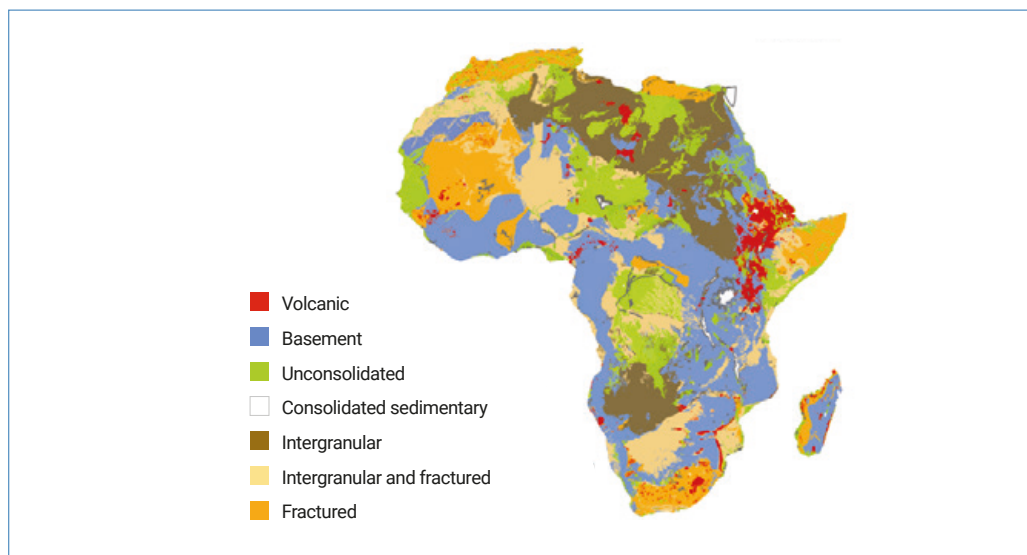 Volcanic
Basement
Unconsolidated
Consolidated sedimentary
Intergranular
Intergranular and fractured
Fractured